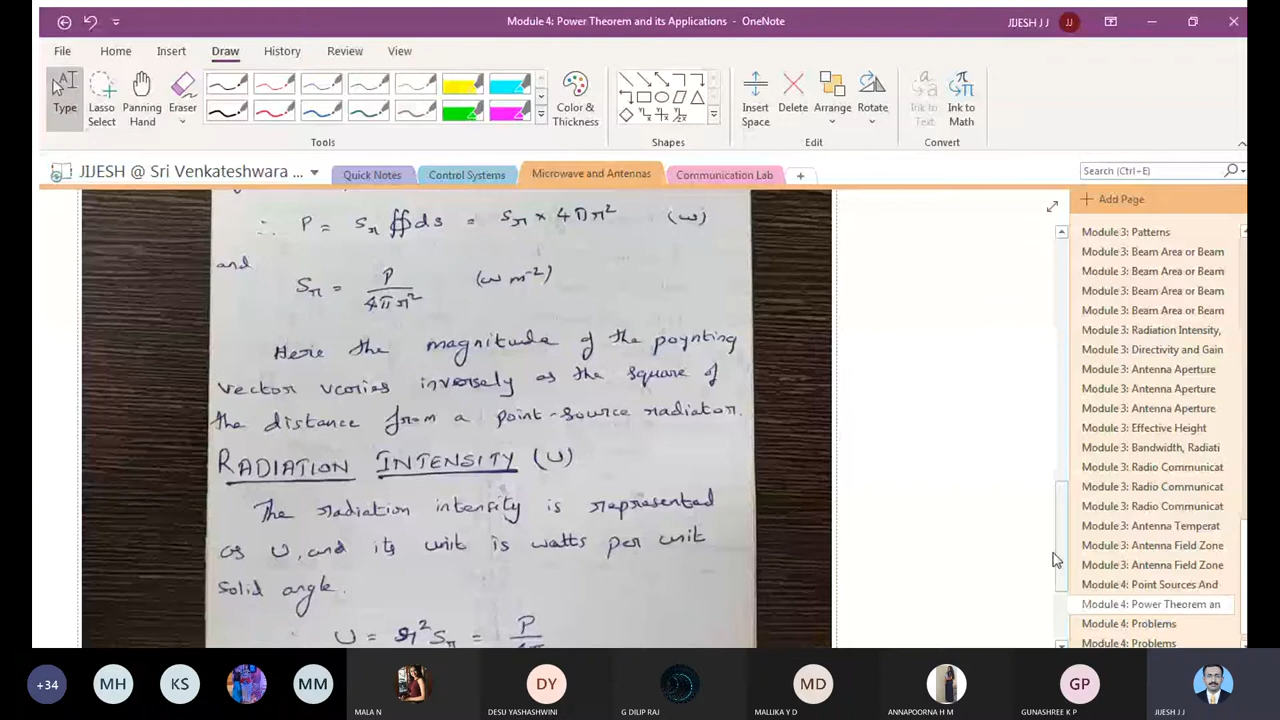 Module 4: Power Theorem and its Applications - OneNote
JIJESH J J
JJ
File Home Insert Draw History Review View
Type
Lasso Select
Panning Hand
Eraser
Color & Thickness
Insert Space
Delete
Arrange
Rotate
Ink to Text
Ink to Math
Tools
Shapes
Edit
Convert
JIJESH @ Sri Venkateshwara ...
Quick Notes
Control Systems
Microwave and Antennas
Communication Lab
Search (Ctrl+E)
Add Page
∴ P = Sr ∯ ds = Sr × 4πr² (w)
and
Sr = P / 4πr² (w m⁻²)
Here the magnitude of the poynting
vector varies inversely as the square of
the distance from a point-source radiator.
RADIATION INTENSITY (U)
The radiation intensity is represented
as U, and its unit is watts per unit
solid angle.
U = r² Sr = P
Module 3: Patterns
Module 3: Beam Area or Beam
Module 3: Beam Area or Beam
Module 3: Beam Area or Beam
Module 3: Beam Area or Beam
Module 3: Radiation Intensity,
Module 3: Directivity and Gain
Module 3: Antenna Aperture
Module 3: Antenna Aperture
Module 3: Antenna Aperture
Module 3: Effective Height
Module 3: Bandwidth, Radiati
Module 3: Radio Communicat
Module 3: Radio Communicat
Module 3: Radio Communicat
Module 3: Antenna Temperat
Module 3: Antenna Field Zone
Module 3: Antenna Field Zone
Module 4: Point Sources And
Module 4: Power Theorem an
Module 4: Problems
Module 4: Problems
+34
MH
KS
MM
MALA N
DY
DESU YASHASHWINI
G DILIP RAJ
MD
MALLIKA Y D
ANNAPOORNA H M
GP
GUNASHREE K P
JIJESH J J